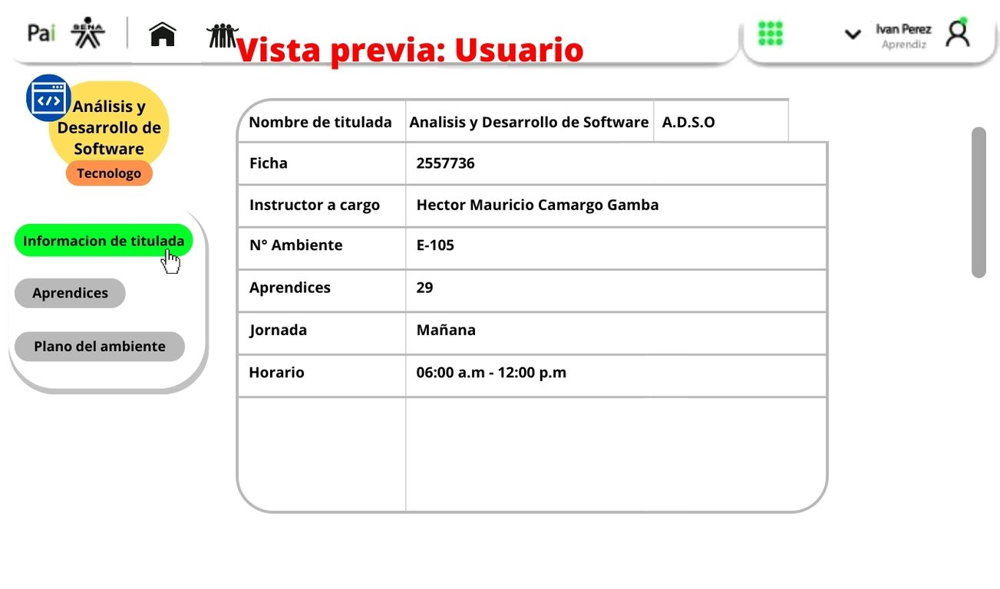 Pai
SENA
Vista previa: Usuario
Ivan Perez
Aprendiz
Análisis y
Desarrollo de
Software
Tecnologo
Informacion de titulada
Aprendices
Plano del ambiente
Nombre de titulada Analisis y Desarrollo de Software A.D.S.O
Ficha 2557736
Instructor a cargo Hector Mauricio Camargo Gamba
N° Ambiente E-105
Aprendices 29
Jornada Mañana
Horario 06:00 a.m - 12:00 p.m